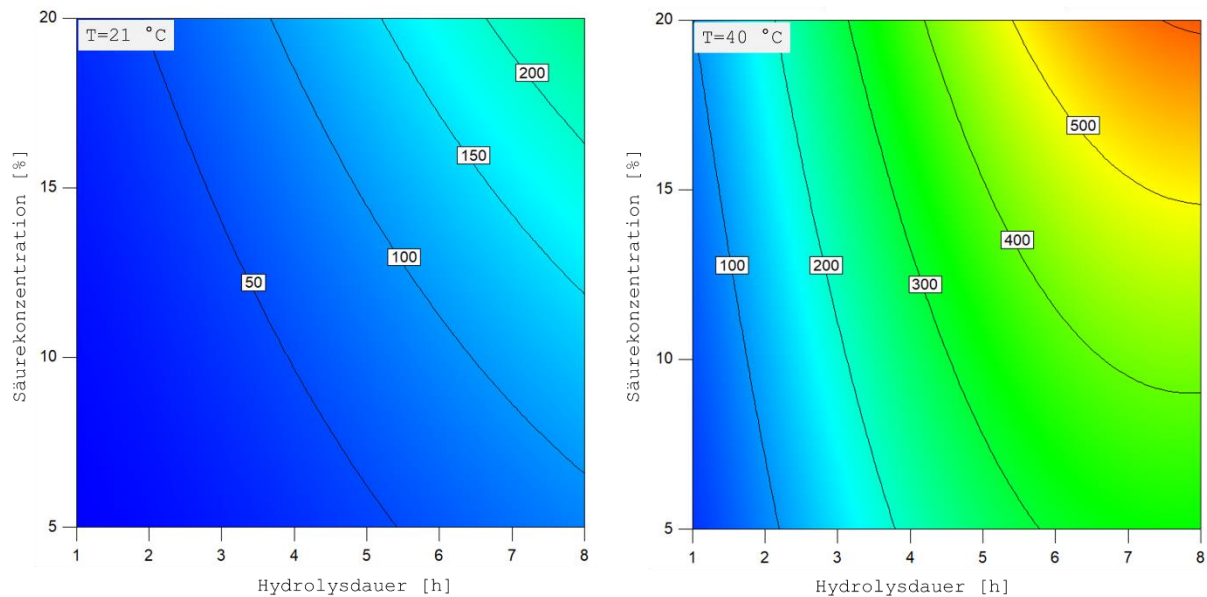 T=21 °C
Säurekonzentration [%]
20
15
10
5
200
150
100
50
1 2 3 4 5 6 7 8
Hydrolysdauer [h]
T=40 °C
Säurekonzentration [%]
20
15
10
5
500
400
300
200
100
1 2 3 4 5 6 7 8
Hydrolysdauer [h]